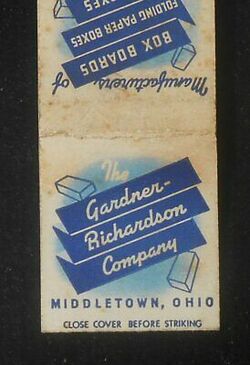 Manufacturers of
BOX BOARDS
FOLDING PAPER BOXES
The
Gardner-
Richardson
Company
MIDDLETOWN, OHIO
CLOSE COVER BEFORE STRIKING